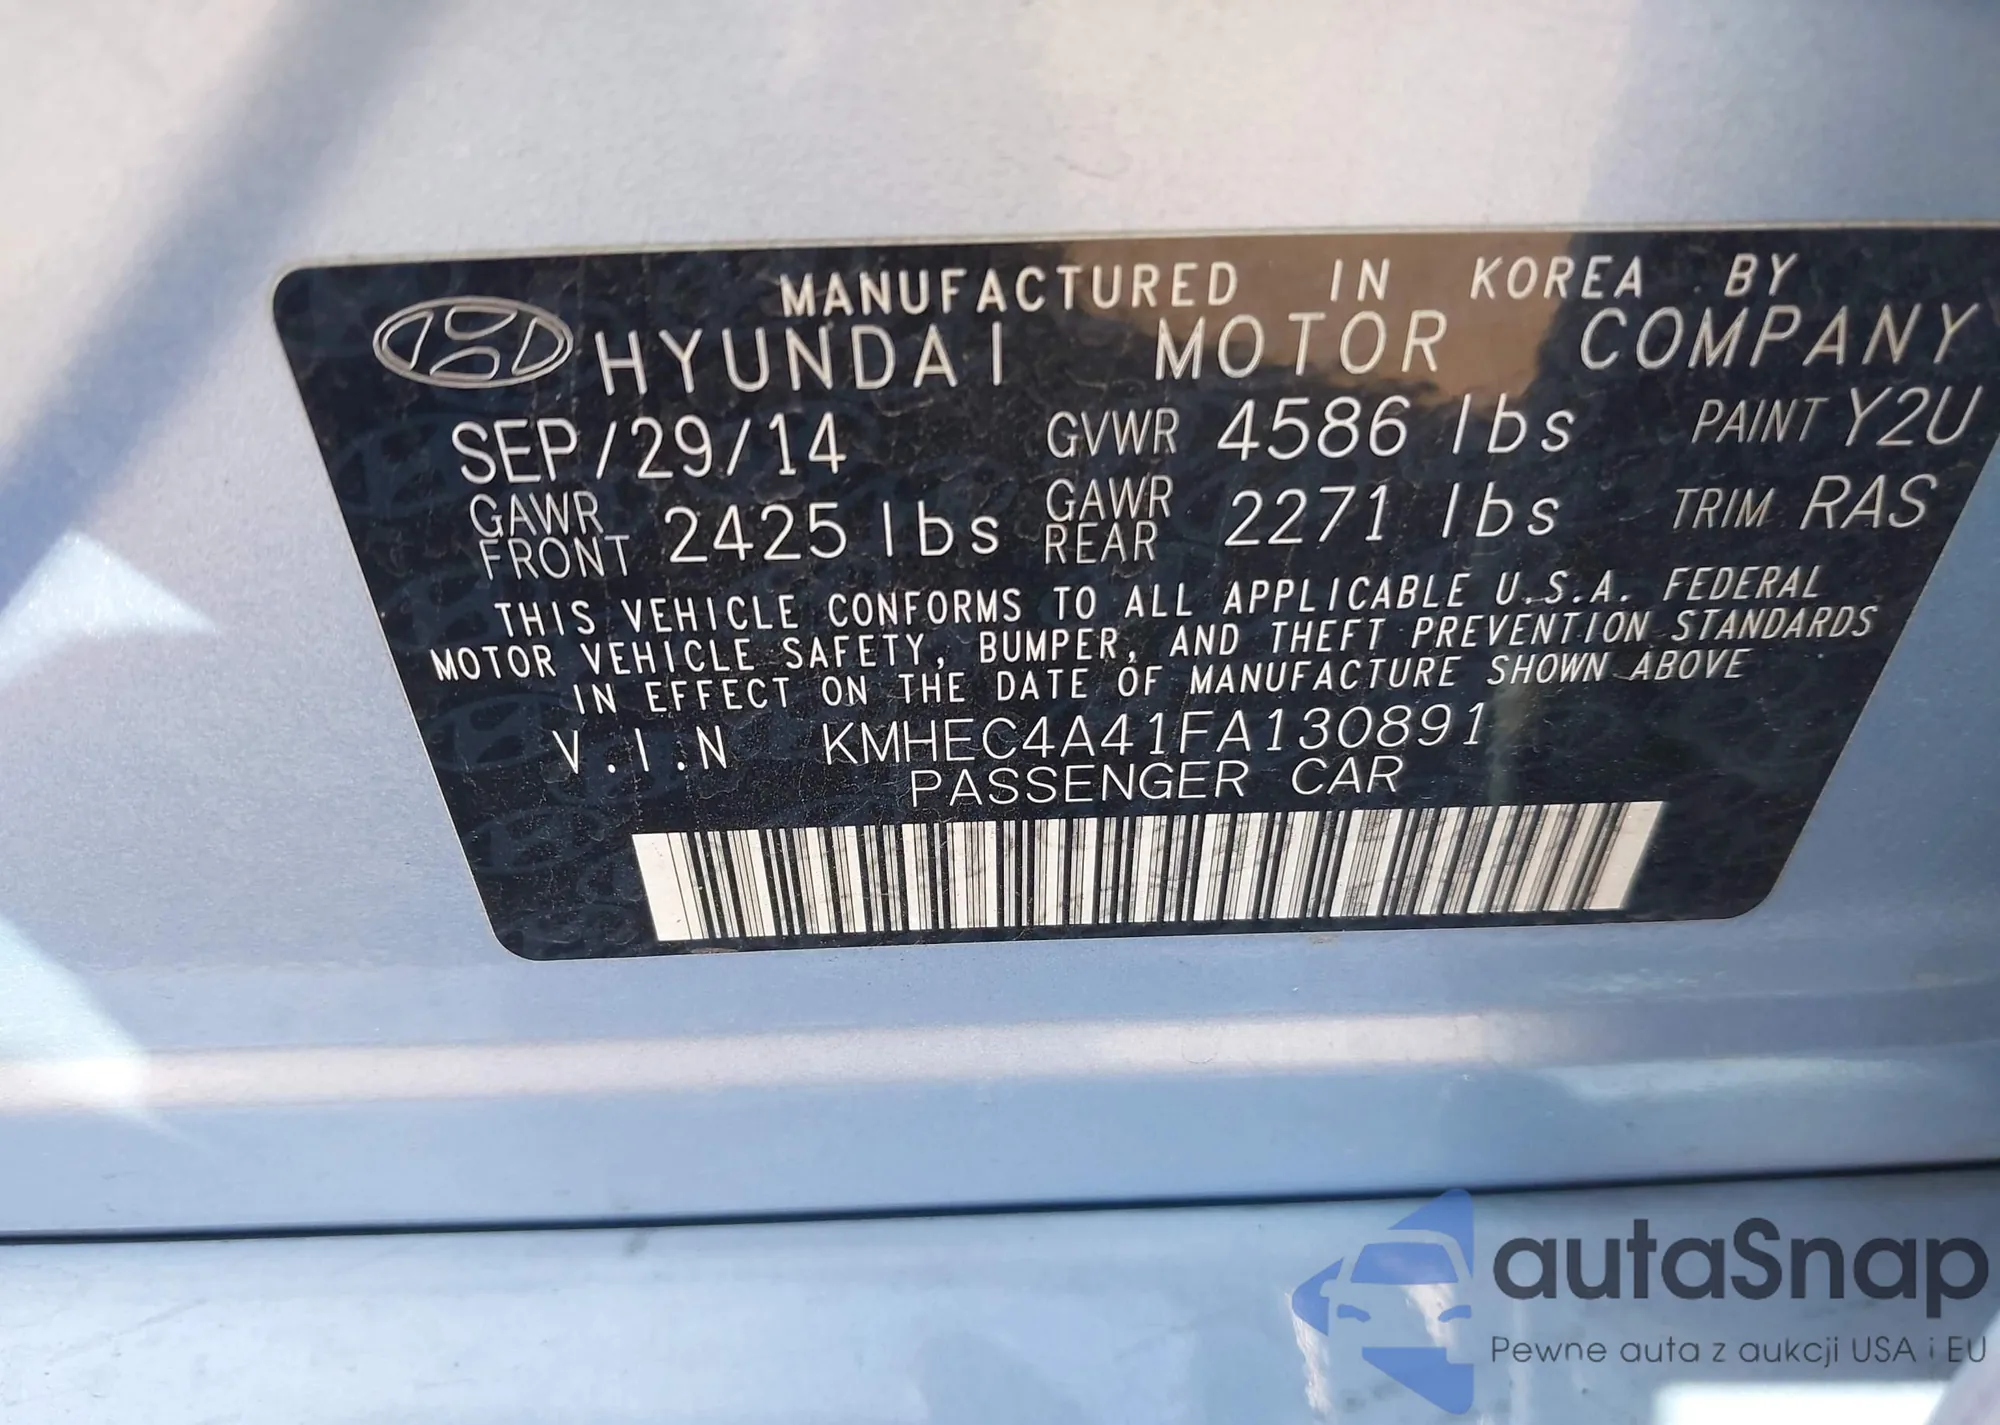 MANUFACTURED IN KOREA BY
HYUNDAI MOTOR COMPANY
SEP/29/14 GVWR 4586 lbs PAINT Y2U
GAWR FRONT 2425 lbs GAWR REAR 2271 lbs TRIM RAS
THIS VEHICLE CONFORMS TO ALL APPLICABLE U.S.A. FEDERAL
MOTOR VEHICLE SAFETY, BUMPER, AND THEFT PREVENTION STANDARDS
IN EFFECT ON THE DATE OF MANUFACTURE SHOWN ABOVE
V.I.N KMHEC4A41FA130891
PASSENGER CAR
autaSnap
Pewne auta z aukcji USA i EU